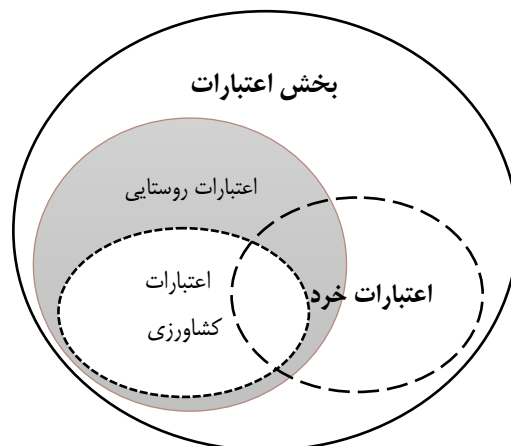 بخش اعتبارات
اعتبارات روستایی
اعتبارات
کشاورزی
اعتبارات خرد